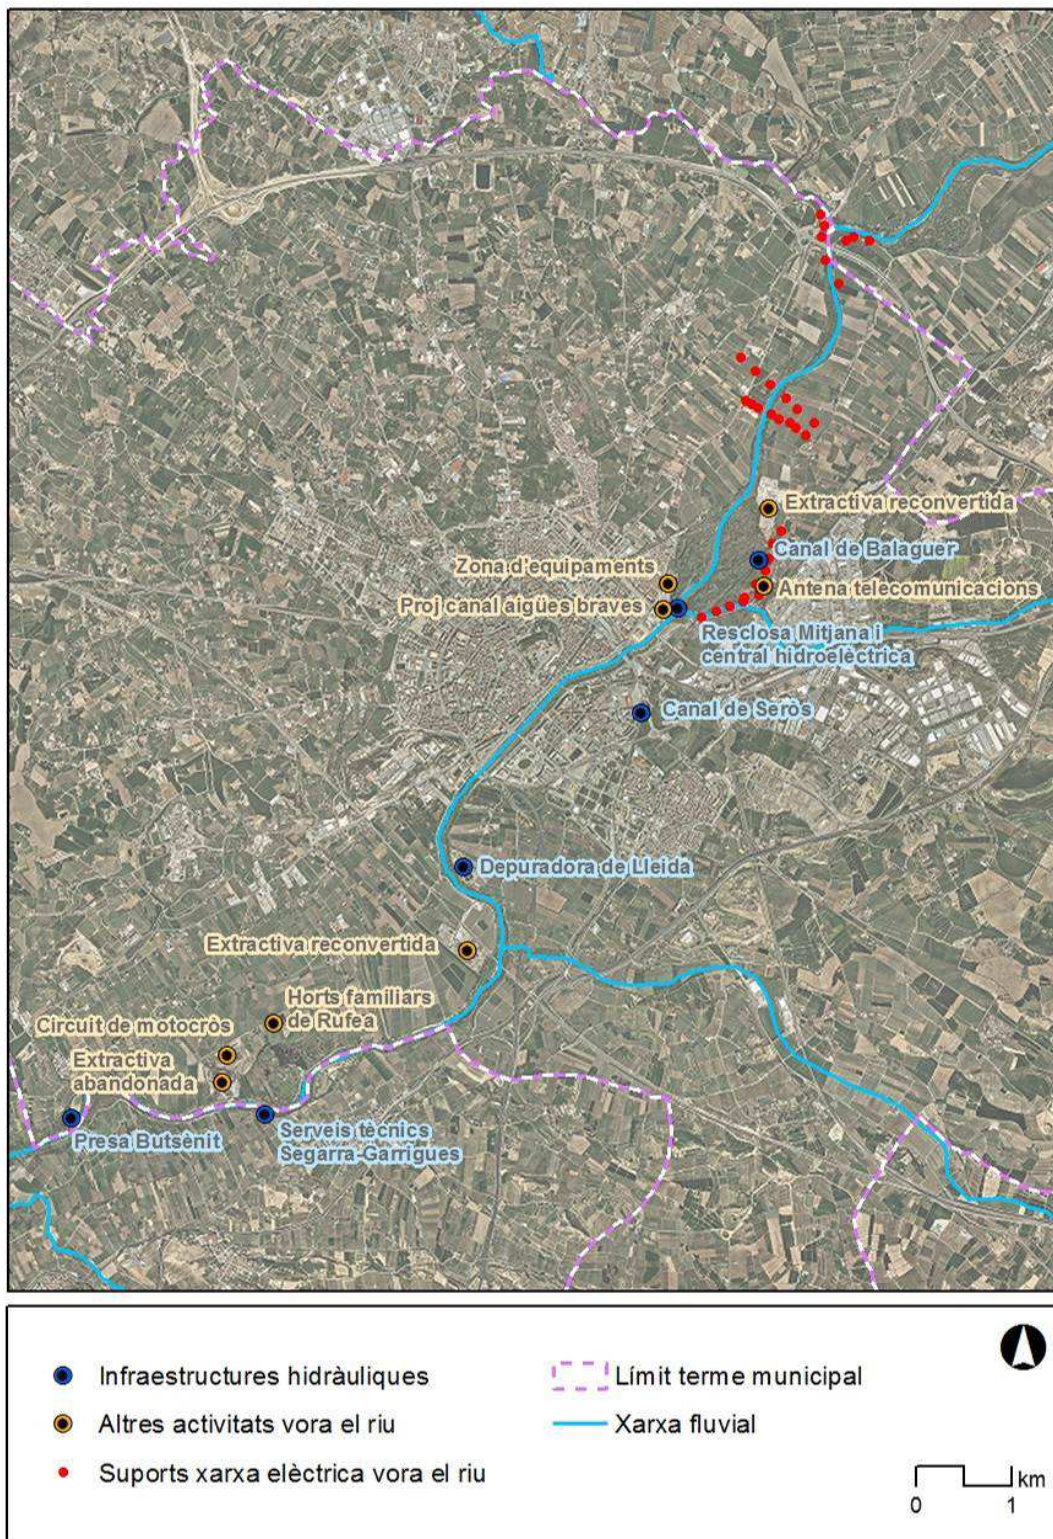 Extractiva reconvertida
Canal de Balaguer
Zona d'equipaments
Antena telecomunicacions
Proj canal aigües braves
Resclosa Mitjana i
central hidroelèctrica
Canal de Seròs
Depuradora de Lleida
Extractiva reconvertida
Horts familiars
de Rufea
Circuit de motocròs
Extractiva
abandonada
Presa Butsènit
Serveis tècnics
Segarra-Garrigues
Infraestructures hidràuliques
Límit terme municipal
Altres activitats vora el riu
Xarxa fluvial
Suports xarxa elèctrica vora el riu
km
0 1